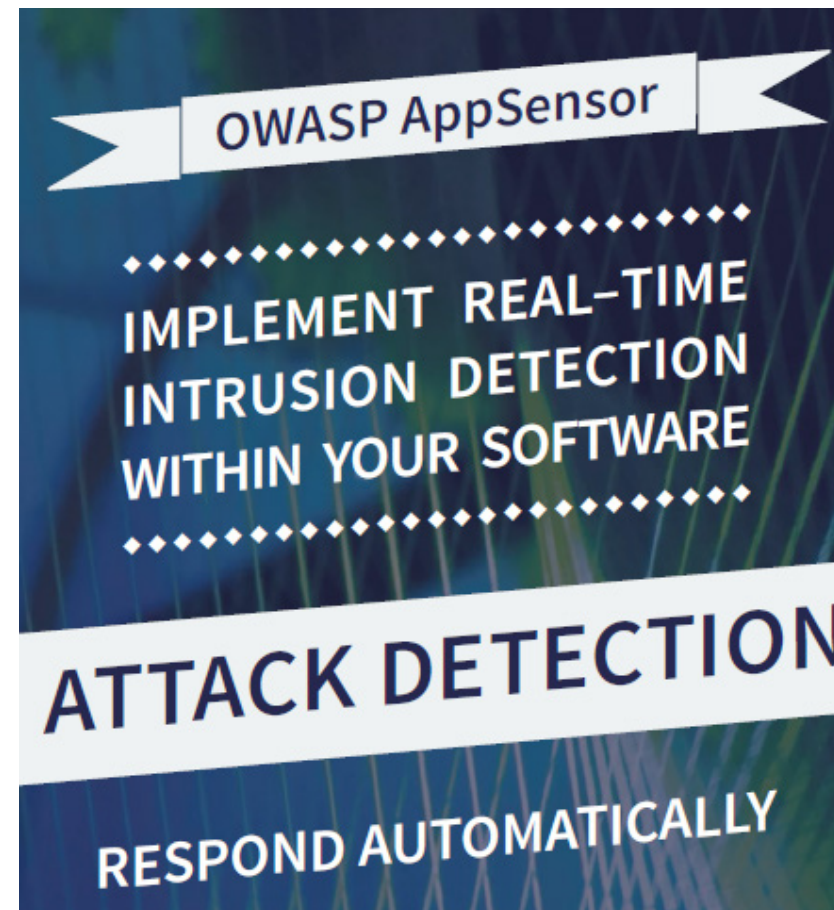 OWASP AppSensor
IMPLEMENT REAL–TIME
INTRUSION DETECTION
WITHIN YOUR SOFTWARE
ATTACK DETECTION
RESPOND AUTOMATICALLY